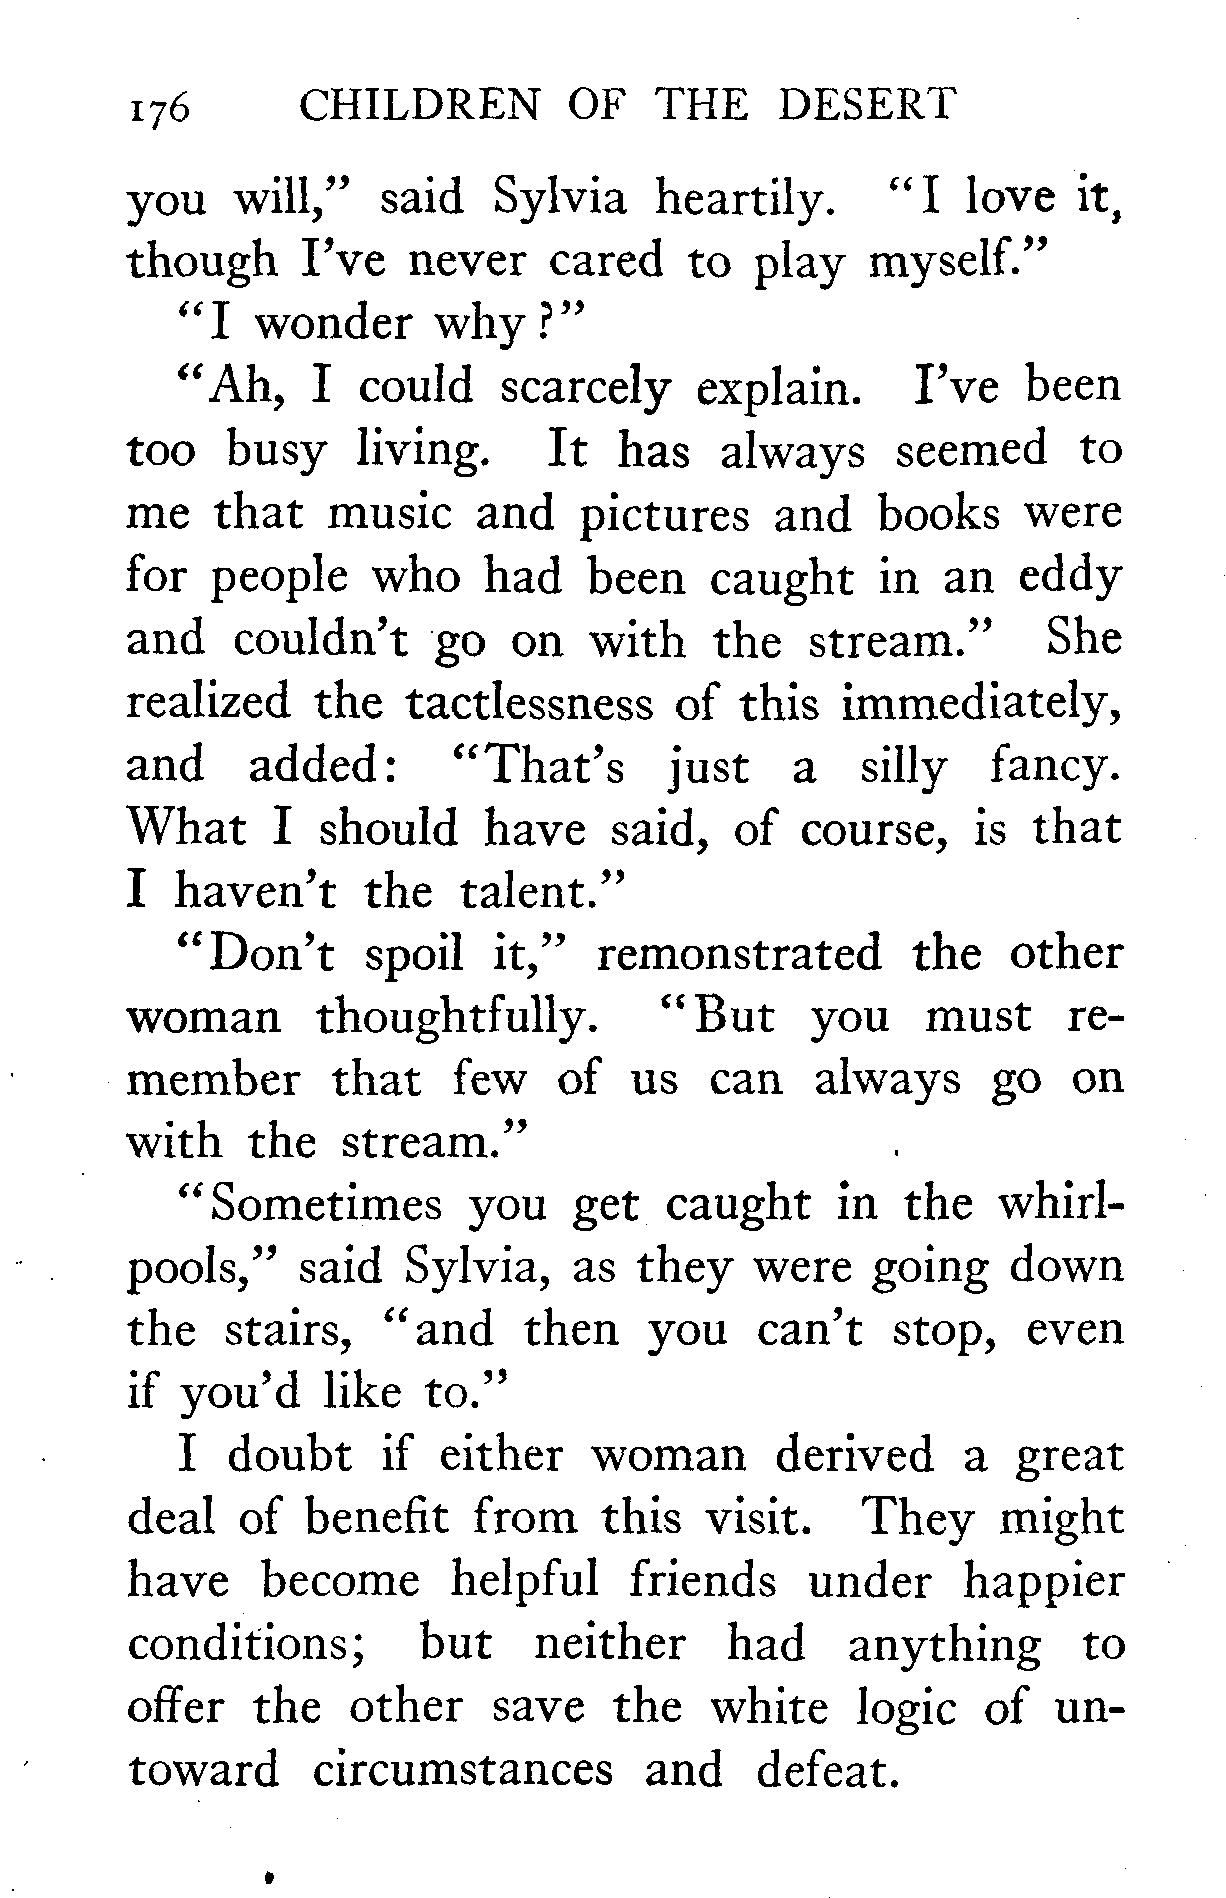 176 CHILDREN OF THE DESERT
you will,” said Sylvia heartily. “I love it,
though I’ve never cared to play myself.”
“I wonder why?”
“Ah, I could scarcely explain. I’ve been
too busy living. It has always seemed to
me that music and pictures and books were
for people who had been caught in an eddy
and couldn’t go on with the stream.” She
realized the tactlessness of this immediately,
and added: “That’s just a silly fancy.
What I should have said, of course, is that
I haven’t the talent.”
“Don’t spoil it,” remonstrated the other
woman thoughtfully. “But you must re-
member that few of us can always go on
with the stream.”
“Sometimes you get caught in the whirl-
pools,” said Sylvia, as they were going down
the stairs, “and then you can’t stop, even
if you’d like to.”
I doubt if either woman derived a great
deal of benefit from this visit. They might
have become helpful friends under happier
conditions; but neither had anything to
offer the other save the white logic of un-
toward circumstances and defeat.